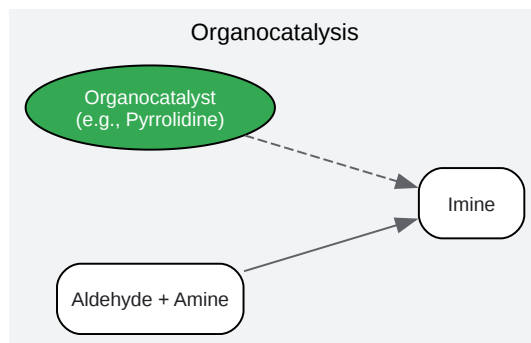 Organocatalysis
Organocatalyst
(e.g., Pyrrolidine)
Imine
Aldehyde + Amine